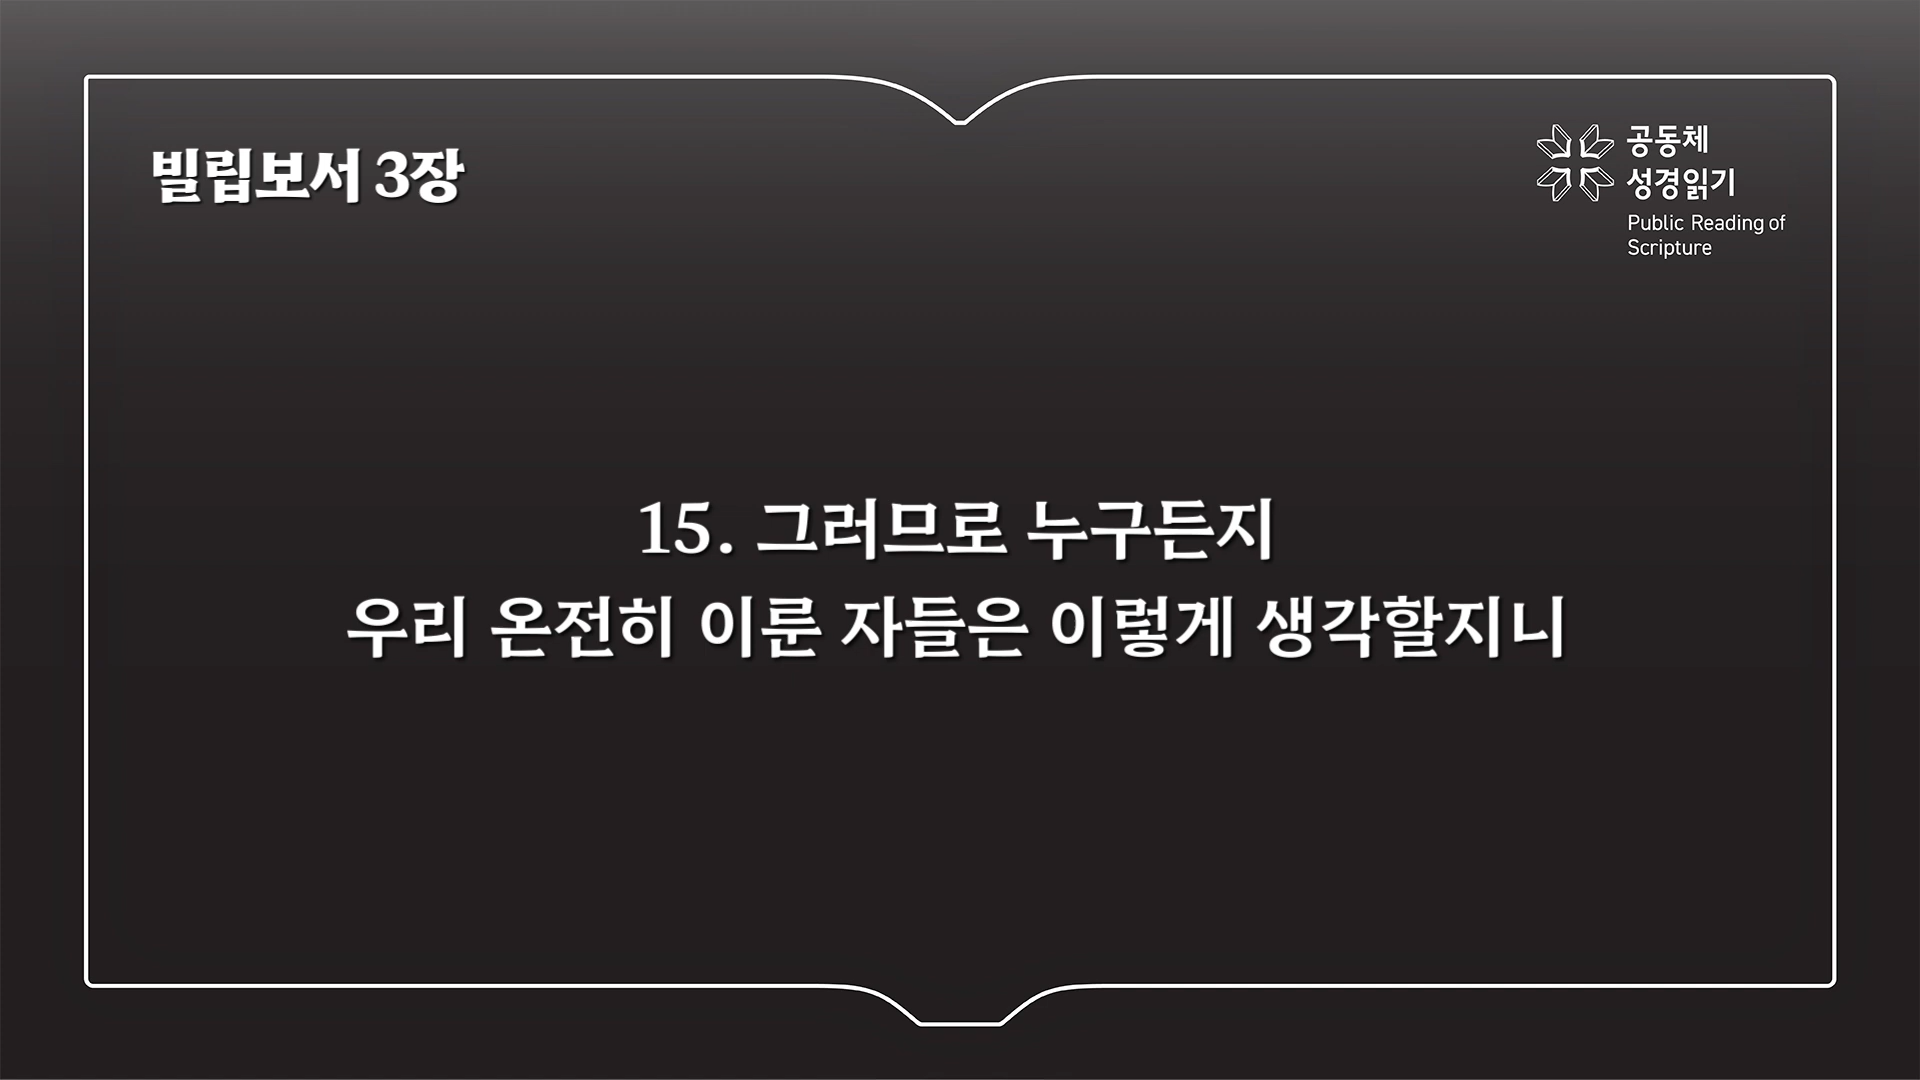 빌립보서 3장
공동체
성경읽기
Public Reading of
Scripture
15. 그러므로 누구든지
우리 온전히 이룬 자들은 이렇게 생각할지니